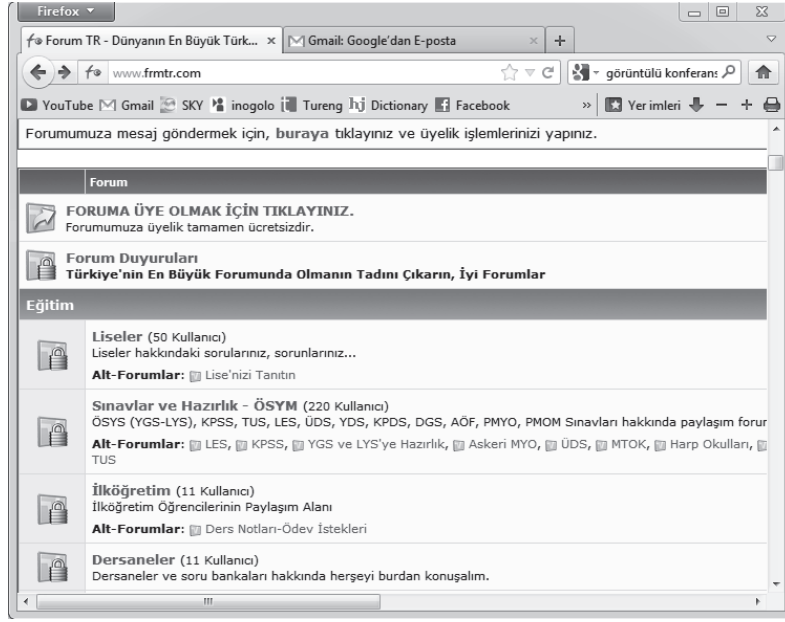 Firefox
Forum TR - Dünyanın En Büyük Türk... × Gmail: Google'dan E-posta × +
www.frmtr.com görüntülü konferans
YouTube Gmail SKY inogolo Tureng hj Dictionary Facebook » Yer imleri
Forumumuza mesaj göndermek için, buraya tıklayınız ve üyelik işlemlerinizi yapınız.
Forum
FORUMA ÜYE OLMAK İÇİN TIKLAYINIZ.
Forumumuza üyelik tamamen ücretsizdir.
Forum Duyuruları
Türkiye'nin En Büyük Forumunda Olmanın Tadını Çıkarın, İyi Forumlar
Eğitim
Liseler (50 Kullanıcı)
Liseler hakkındaki sorularınız, sorunlarınız...
Alt-Forumlar: Lise'nizi Tanıtın
Sınavlar ve Hazırlık - ÖSYM (220 Kullanıcı)
ÖSYS (YGS-LYS), KPSS, TUS, LES, ÜDS, YDS, KPDS, DGS, AÖF, PMYO, PMOM Sınavları hakkında paylaşım forur
Alt-Forumlar: LES, KPSS, YGS ve LYS'ye Hazırlık, Askeri MYO, ÜDS, MTOK, Harp Okulları,
TUS
İlköğretim (11 Kullanıcı)
İlköğretim Öğrencilerinin Paylaşım Alanı
Alt-Forumlar: Ders Notları-Ödev İstekleri
Dersaneler (11 Kullanıcı)
Dersaneler ve soru bankaları hakkında herşeyi burdan konuşalım.